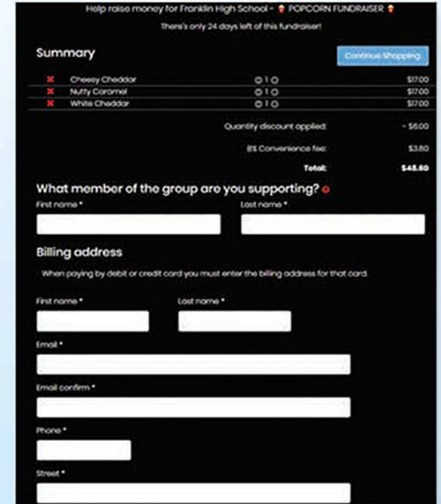 Help raise money for Franklin High School - 🍿 POPCORN FUNDRAISER 🍿
There's only 24 days left of this fundraiser!
Summary
Continue Shopping
Cheesy Cheddar 1 $17.00
Nutty Caramel 1 $17.00
White Cheddar 1 $17.00
Quantity discount applied: - $6.00
8% Convenience fee: $3.60
Total: $48.60
What member of the group are you supporting?
First name * Last name *
Billing address
When paying by debit or credit card you must enter the billing address for that card.
First name * Last name *
Email *
Email confirm *
Phone *
Street *